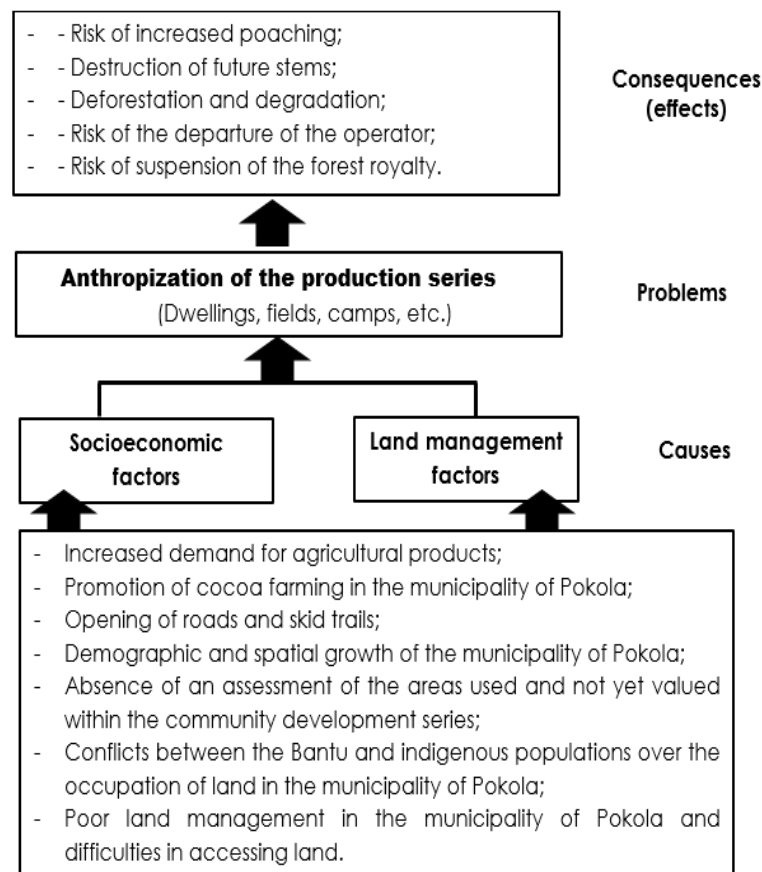 - - Risk of increased poaching;
- - Destruction of future stems;
- - Deforestation and degradation;
- - Risk of the departure of the operator;
- - Risk of suspension of the forest royalty.
Consequences
(effects)
Anthropization of the production series
(Dwellings, fields, camps, etc.)
Problems
Socioeconomic
factors
Land management
factors
Causes
- Increased demand for agricultural products;
- Promotion of cocoa farming in the municipality of Pokola;
- Opening of roads and skid trails;
- Demographic and spatial growth of the municipality of Pokola;
- Absence of an assessment of the areas used and not yet valued
within the community development series;
- Conflicts between the Bantu and indigenous populations over the
occupation of land in the municipality of Pokola;
- Poor land management in the municipality of Pokola and
difficulties in accessing land.